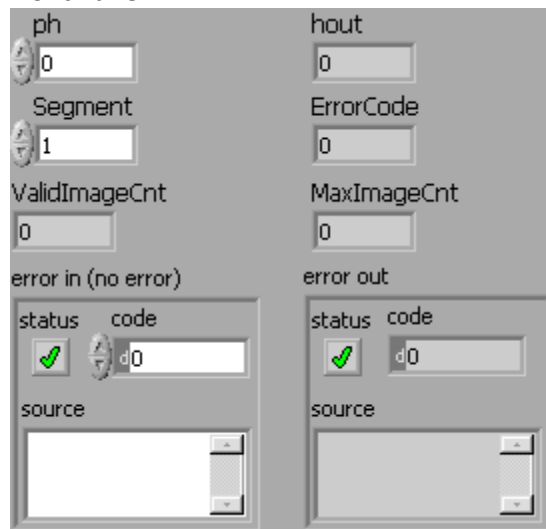 ph hout
0 0
Segment ErrorCode
1 0
ValidImageCnt MaxImageCnt
0 0
error in (no error) error out
status code status code
d0 d0
source source